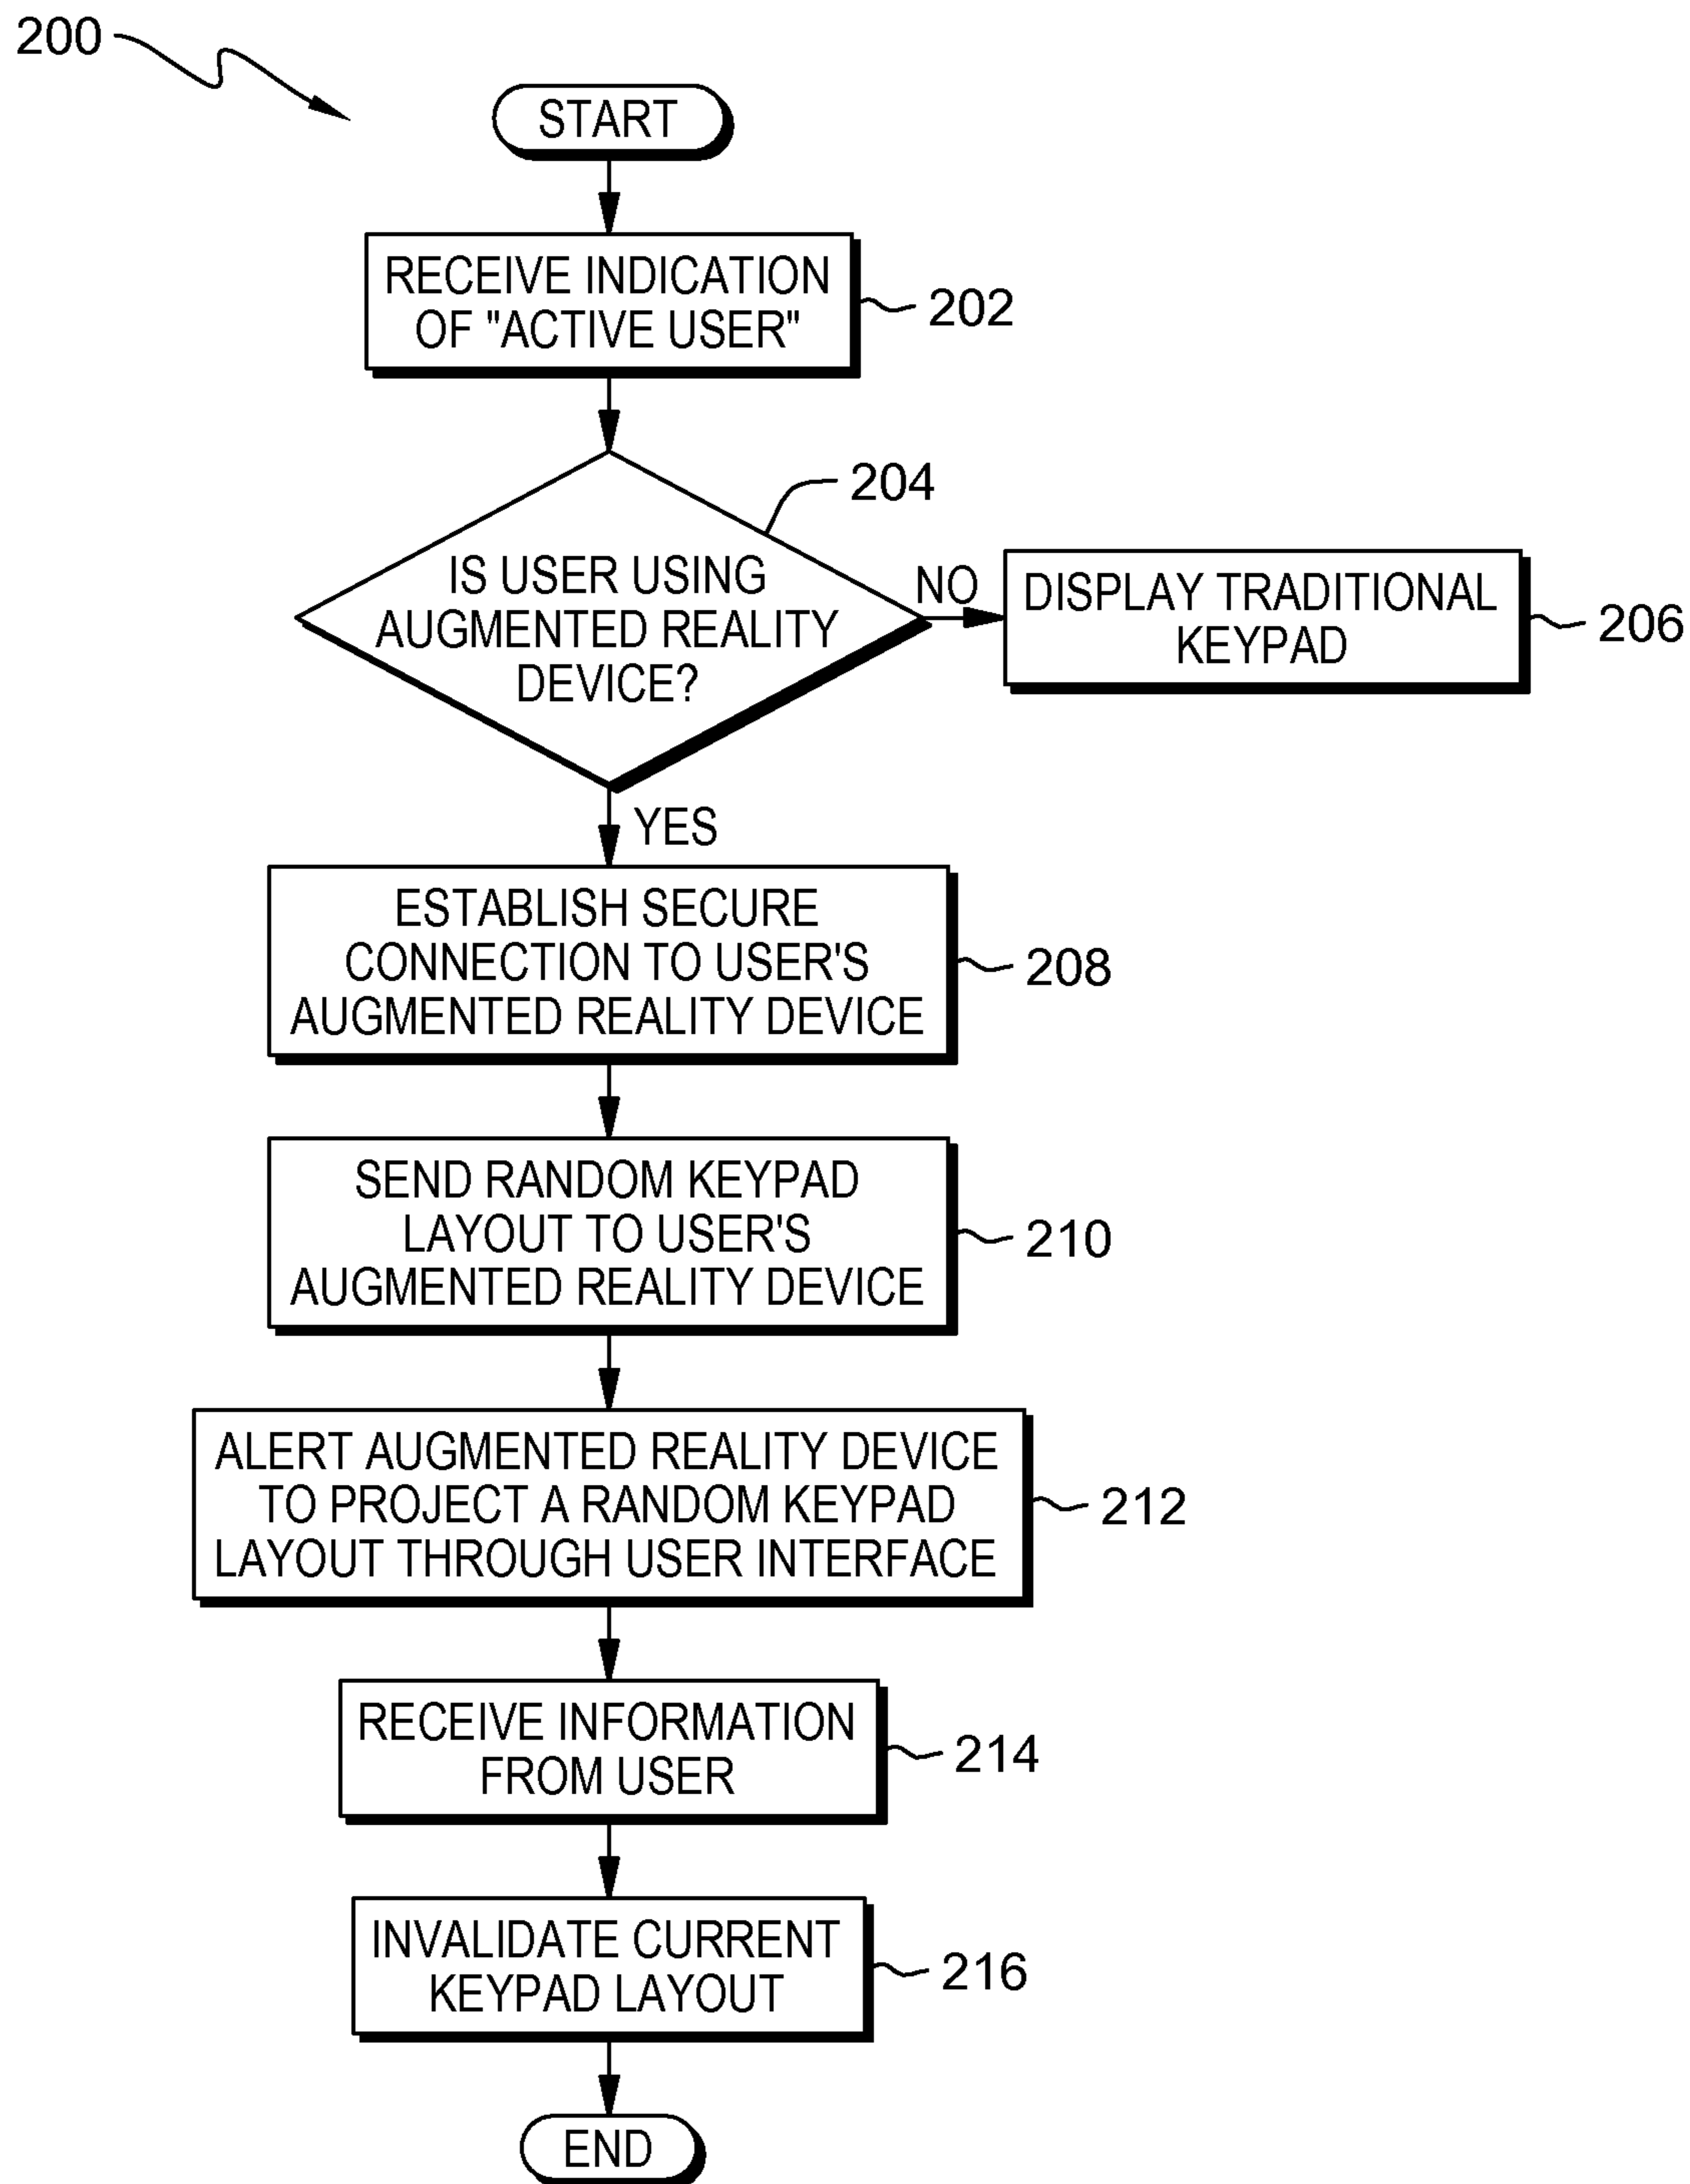 200
START
RECEIVE INDICATION
OF "ACTIVE USER"
202
204
IS USER USING
AUGMENTED REALITY
DEVICE?
NO
DISPLAY TRADITIONAL
KEYPAD
206
YES
ESTABLISH SECURE
CONNECTION TO USER'S
AUGMENTED REALITY DEVICE
208
SEND RANDOM KEYPAD
LAYOUT TO USER'S
AUGMENTED REALITY DEVICE
210
ALERT AUGMENTED REALITY DEVICE
TO PROJECT A RANDOM KEYPAD
LAYOUT THROUGH USER INTERFACE
212
RECEIVE INFORMATION
FROM USER
214
INVALIDATE CURRENT
KEYPAD LAYOUT
216
END